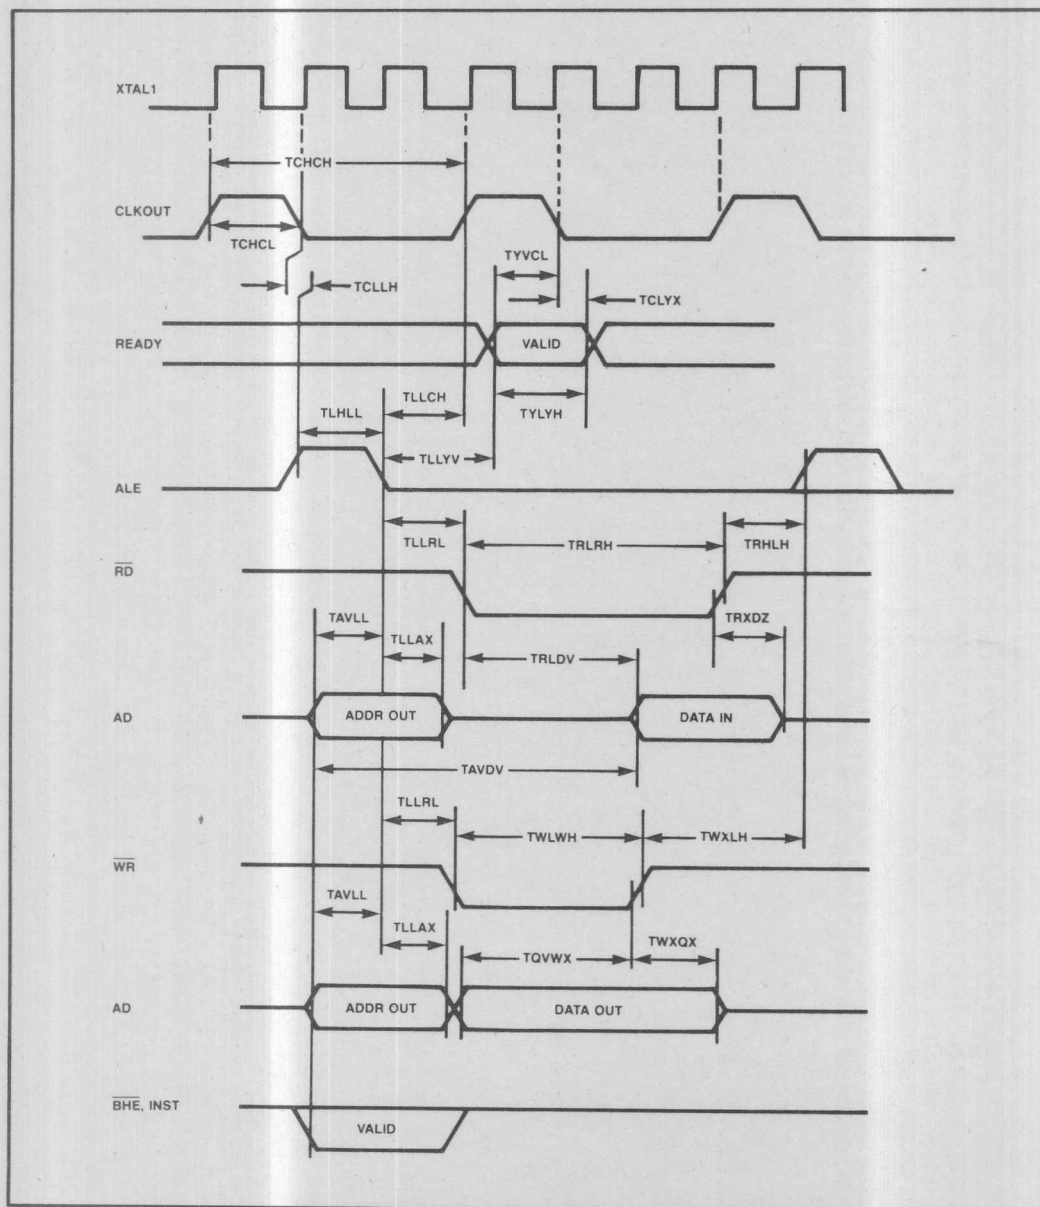 XTAL1
TCHCH
CLKOUT
TCHCL
TYVCL
TCLLH
TCLYX
READY
VALID
TLLCH
TYLYH
TLHLL
TLLYV
ALE
TLLRL
TRLRH
TRHLH
RD
TAVLL
TLLAX
TRLDV
TRXDZ
AD
ADDR OUT
DATA IN
TAVDV
TLLRL
TWLWH
TWXLH
WR
TAVLL
TLLAX
TQVWX
TWXQX
AD
ADDR OUT
DATA OUT
BHE, INST
VALID